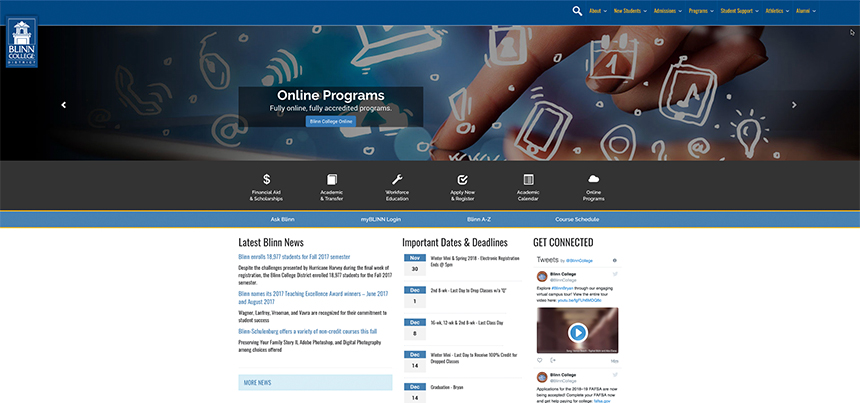 About
New Students
Admissions
Programs
Student Support
Athletics
Alumni
BLINN
COLLEGE
DISTRICT
Online Programs
Fully online, fully accredited programs.
Blinn College Online
Financial Aid
& Scholarships
Academic
& Transfer
Workforce
Education
Apply Now
& Register
Academic
Calendar
Online
Programs
Ask Blinn
myBLINN Login
Blinn A-Z
Course Schedule
Latest Blinn News
Blinn enrolls 18,977 students for Fall 2017 semester
Despite the challenges presented by Hurricane Harvey during the final week of
registration, the Blinn College District enrolled 18,977 students for the Fall 2017
semester.
Blinn names its 2017 Teaching Excellence Award winners – June 2017
and August 2017
Wagner, Lanfrey, Vrooman, and Vavra are recognized for their commitment to
student success
Blinn-Schulenburg offers a variety of non-credit courses this fall
Preserving Your Family Story II, Adobe Photoshop, and Digital Photography
among choices offered
MORE NEWS
Important Dates & Deadlines
Nov
30
Winter Mini & Spring 2018 - Electronic Registration
Ends @ 5pm
Dec
1
2nd 8-wk - Last Day to Drop Classes w/a "Q"
Dec
8
16-wk, 12-wk & 2nd 8-wk - Last Class Day
Dec
14
Winter Mini - Last Day to Receive 100% Credit for
Dropped Classes
Dec
14
Graduation - Bryan
GET CONNECTED
Tweets by @BlinnCollege
Blinn College
@BlinnCollege
Explore #BlinnBryan through our engaging
virtual campus tour! View the entire tour
video here:
Blinn College
@BlinnCollege
Applications for the 2018-19 FAFSA are now
being accepted! Complete your FAFSA now
and get help paying for college: fafsa.gov